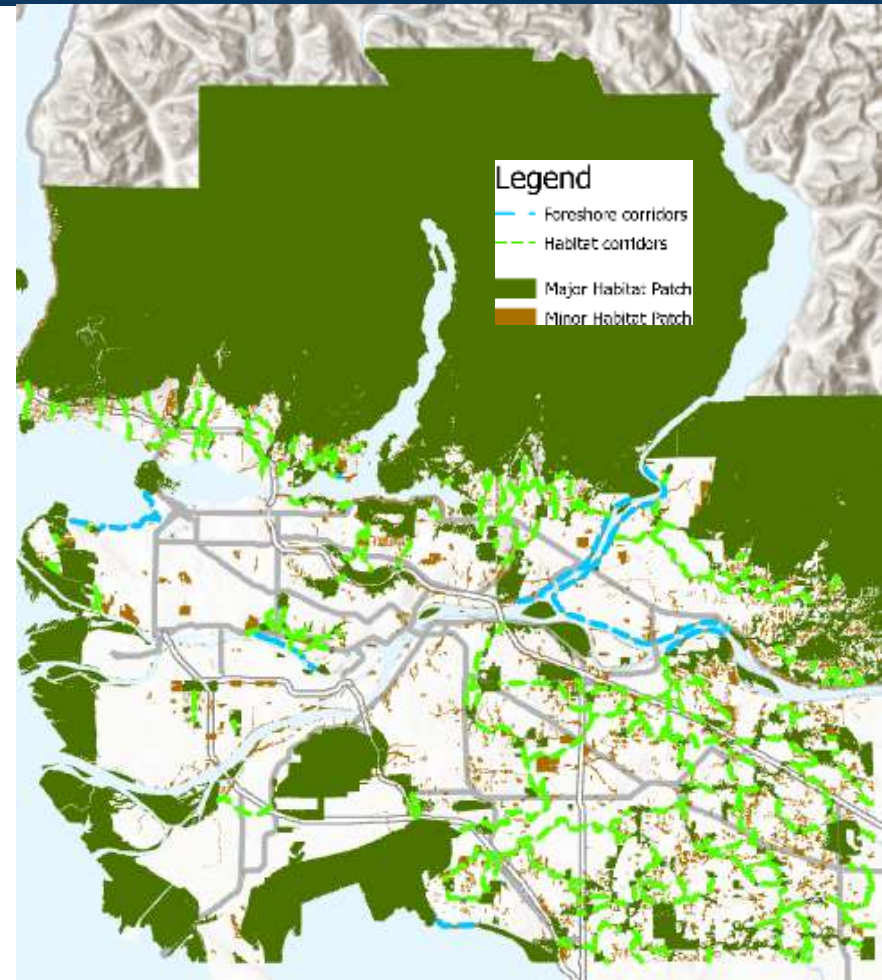 Legend
Foreshore corridors
Habitat corridors
Major Habitat Patch
Minor Habitat Patch